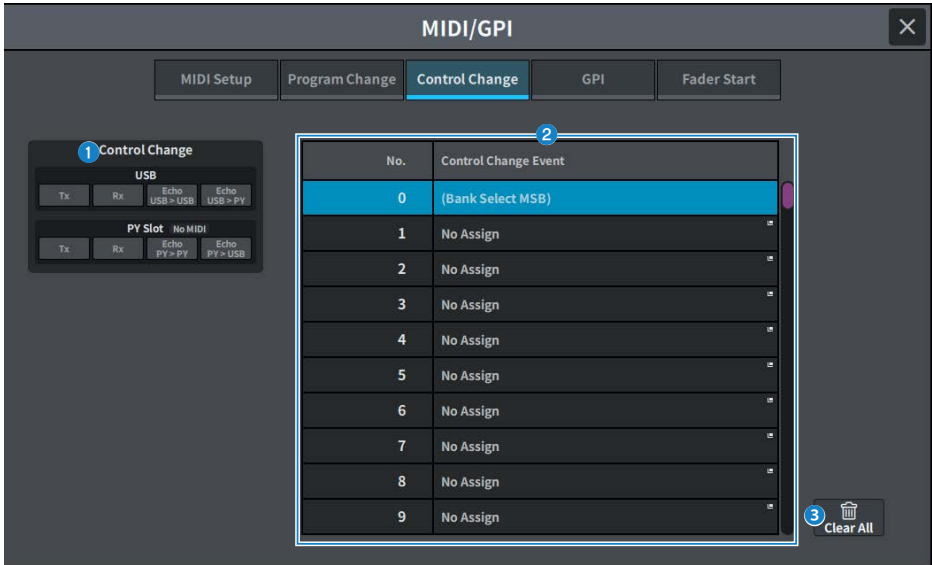 MIDI/GPI
MIDI Setup
Program Change
Control Change
GPI
Fader Start
1
Control Change
USB
Tx
Rx
Echo
USB > USB
Echo
USB > PY
PY Slot No MIDI
Tx
Rx
Echo
PY > PY
Echo
PY > USB
2
No. Control Change Event
0 (Bank Select MSB)
1 No Assign
2 No Assign
3 No Assign
4 No Assign
5 No Assign
6 No Assign
7 No Assign
8 No Assign
9 No Assign
3
Clear All